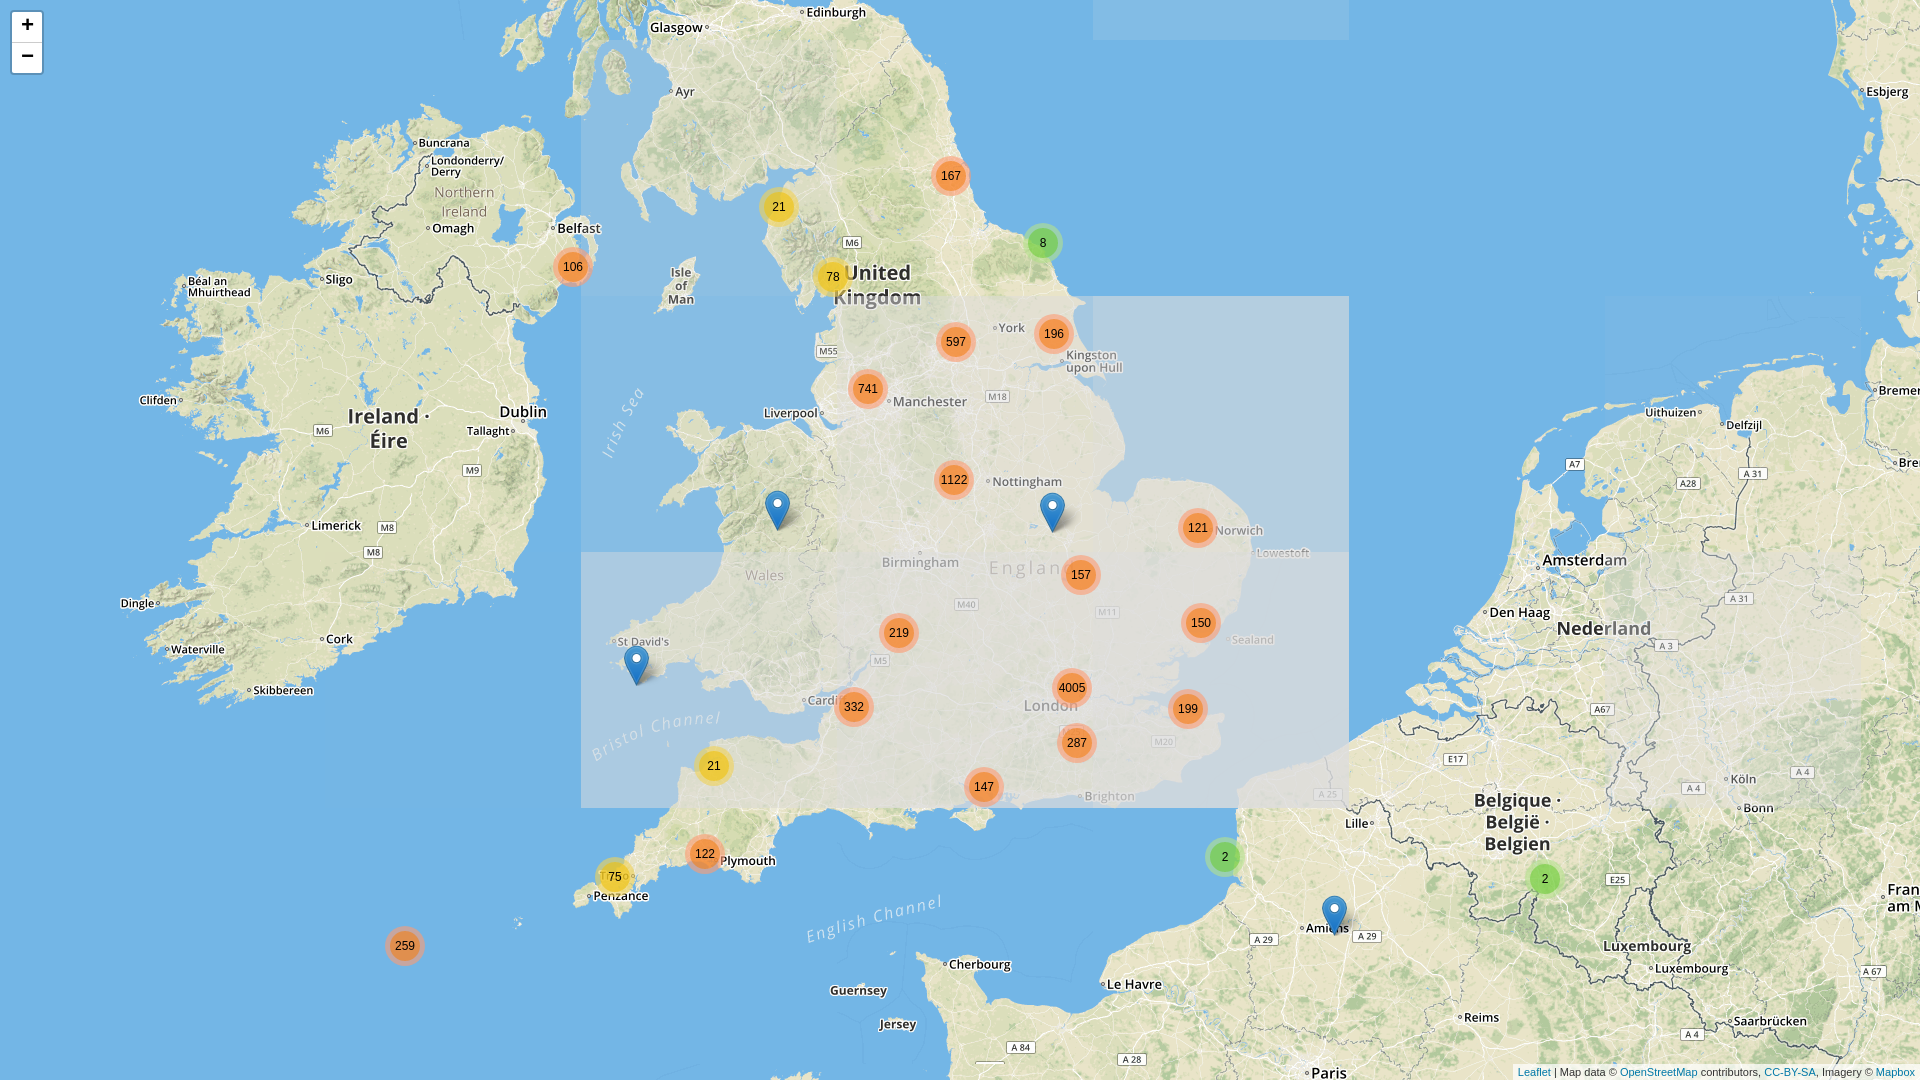 +
−
Glasgow
Edinburgh
Ayr
Esbjerg
Buncrana
Londonderry/
Derry
Northern
Ireland
Omagh
Belfast
167
21
8
M6
106
78
United
Kingdom
Isle
of
Man
Sligo
Béal an
Mhuirthead
York
196
597
M55
Kingston
upon Hull
741
Manchester
M18
Clifden
Liverpool
Dublin
Tallaght
Ireland ·
Éire
M6
M9
Irish Sea
Bremer
Uithuizen
Delfzijl
A7
A 31
A28
Bre
1122
Nottingham
121
Norwich
Lowestoft
Limerick
M8
M8
Birmingham
Englan
157
Wales
Amsterdam
Dingle
M40
M11
A 31
Den Haag
Nederland
219
150
Sealand
Cork
Waterville
St David's
M5
A 3
Skibbereen
4005
London
Cardi
332
199
A67
Bristol Channel
287
M20
E17
21
147
Brighton
A 25
Köln
A 4
A 4
Bonn
Belgique ·
België ·
Belgien
Lille
122
Plymouth
75
Penzance
2
2
E25
Fran
am M
English Channel
259
Amiens
A 29
A 29
Luxembourg
Luxembourg
A 67
Cherbourg
Guernsey
Le Havre
Jersey
Reims
Saarbrücken
A 4
A 84
A 28
Paris
Leaflet | Map data © OpenStreetMap contributors, CC-BY-SA, Imagery © Mapbox